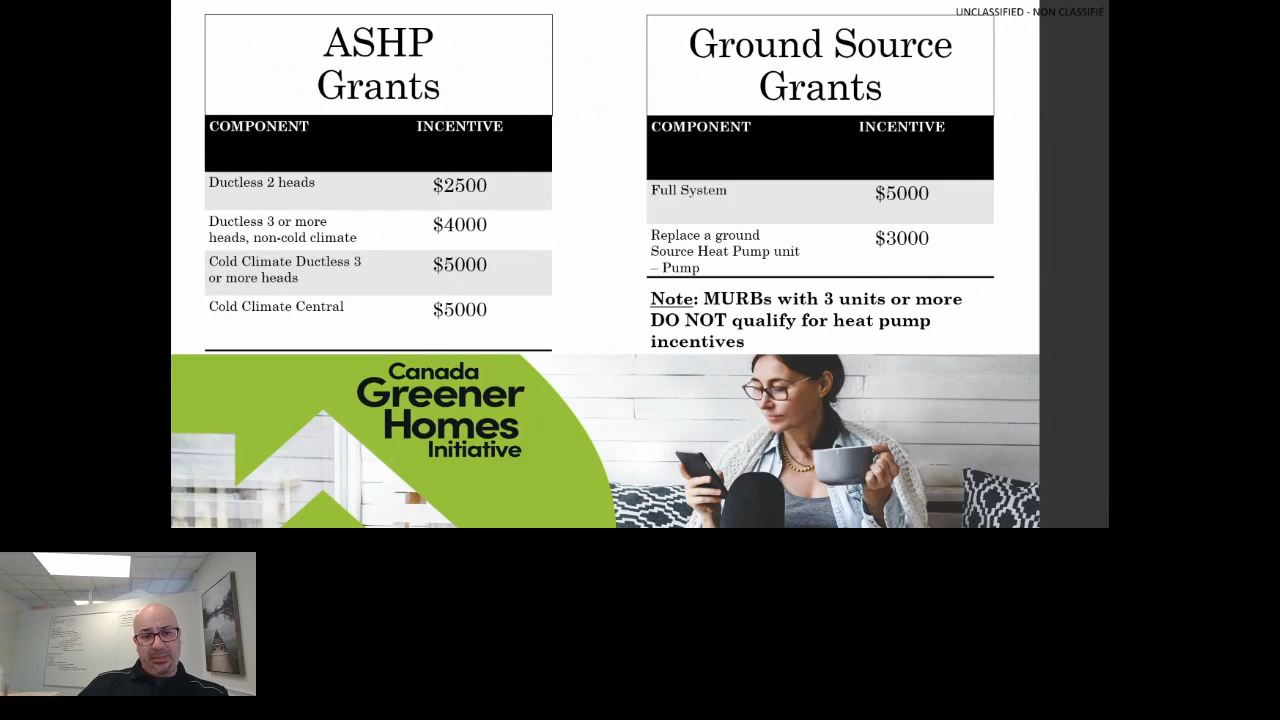 UNCLASSIFIED - NON CLASSIFIÉ
ASHP
Grants
COMPONENT INCENTIVE
Ductless 2 heads $2500
Ductless 3 or more $4000
heads, non-cold climate
Cold Climate Ductless 3 $5000
or more heads
Cold Climate Central $5000
Ground Source
Grants
COMPONENT INCENTIVE
Full System $5000
Replace a ground $3000
Source Heat Pump unit
– Pump
Note: MURBs with 3 units or more
DO NOT qualify for heat pump
incentives
Canada
Greener
Homes
Initiative